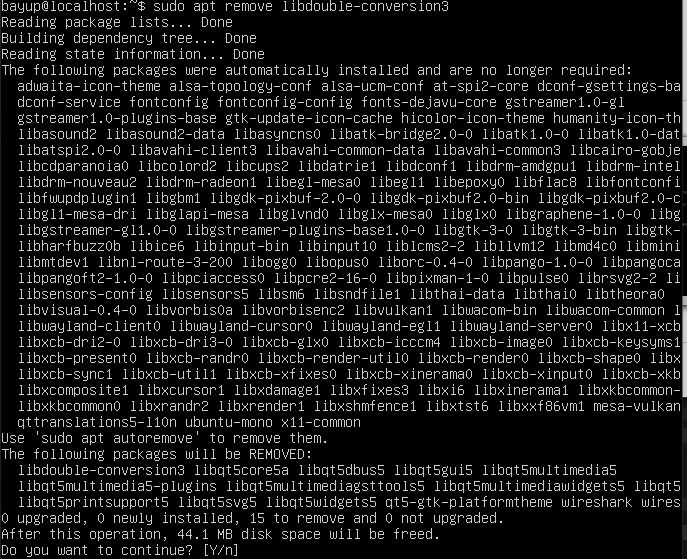 bayup@localhost:~$ sudo apt remove libdouble-conversion3
Reading package lists... Done
Building dependency tree... Done
Reading state information... Done
The following packages were automatically installed and are no longer required:
adwaita-icon-theme alsa-topology-conf alsa-ucm-conf at-spi2-core dconf-gsettings-ba
dconf-service fontconfig fontconfig-config fonts-dejavu-core gstreamer1.0-gl
gstreamer1.0-plugins-base gtk-update-icon-cache hicolor-icon-theme humanity-icon-th
libasound2 libasound2-data libasyncns0 libatk-bridge2.0-0 libatk1.0-0 libatk1.0-dat
libatspi2.0-0 libavahi-client3 libavahi-common-data libavahi-common3 libcairo-gobje
libcdparanoia0 libcolord2 libcups2 libdatrie1 libdconf1 libdrm-amdgpu1 libdrm-intel
libdrm-nouveau2 libdrm-radeon1 libegl-mesa0 libegl1 libepoxy0 libflac8 libfontconfi
libfwupdplugin1 libgbm1 libgdk-pixbuf-2.0-0 libgdk-pixbuf2.0-bin libgdk-pixbuf2.0-c
libgl1-mesa-dri libglapi-mesa libglvnd0 libglx-mesa0 libglx0 libgraphene-1.0-0 libg
libgstreamer-gl1.0-0 libgstreamer-plugins-base1.0-0 libgtk-3-0 libgtk-3-bin libgtk-
libharfbuzz0b libice6 libinput-bin libinput10 liblcms2-2 libllvm12 libmd4c0 libmini
libmtdev1 libnl-route-3-200 libogg0 libopus0 liborc-0.4-0 libpango-1.0-0 libpangoca
libpangoft2-1.0-0 libpciaccess0 libpcre2-16-0 libpixman-1-0 libpulse0 librsvg2-2 li
libsensors-config libsensors5 libsm6 libsndfile1 libthai-data libthai0 libtheora0
libvisual-0.4-0 libvorbis0a libvorbisenc2 libvulkan1 libwacom-bin libwacom-common l
libwayland-client0 libwayland-cursor0 libwayland-egl1 libwayland-server0 libx11-xcb
libxcb-dri2-0 libxcb-dri3-0 libxcb-glx0 libxcb-icccm4 libxcb-image0 libxcb-keysyms1
libxcb-present0 libxcb-randr0 libxcb-render-util0 libxcb-render0 libxcb-shape0 libx
libxcb-sync1 libxcb-util1 libxcb-xfixes0 libxcb-xinerama0 libxcb-xinput0 libxcb-xkb
libxcomposite1 libxcursor1 libxdamage1 libxfixes3 libxi6 libxinerama1 libxkbcommon-
libxkbcommon0 libxrandr2 libxrender1 libxshmfence1 libxtst6 libxxf86vm1 mesa-vulkan
qttranslations5-l10n ubuntu-mono x11-common
Use 'sudo apt autoremove' to remove them.
The following packages will be REMOVED:
libdouble-conversion3 libqt5core5a libqt5dbus5 libqt5gui5 libqt5multimedia5
libqt5multimedia5-plugins libqt5multimediagsttools5 libqt5multimediawidgets5 libqt5
libqt5printsupport5 libqt5svg5 libqt5widgets5 qt5-gtk-platformtheme wireshark wires
0 upgraded, 0 newly installed, 15 to remove and 0 not upgraded.
After this operation, 44.1 MB disk space will be freed.
Do you want to continue? [Y/n]